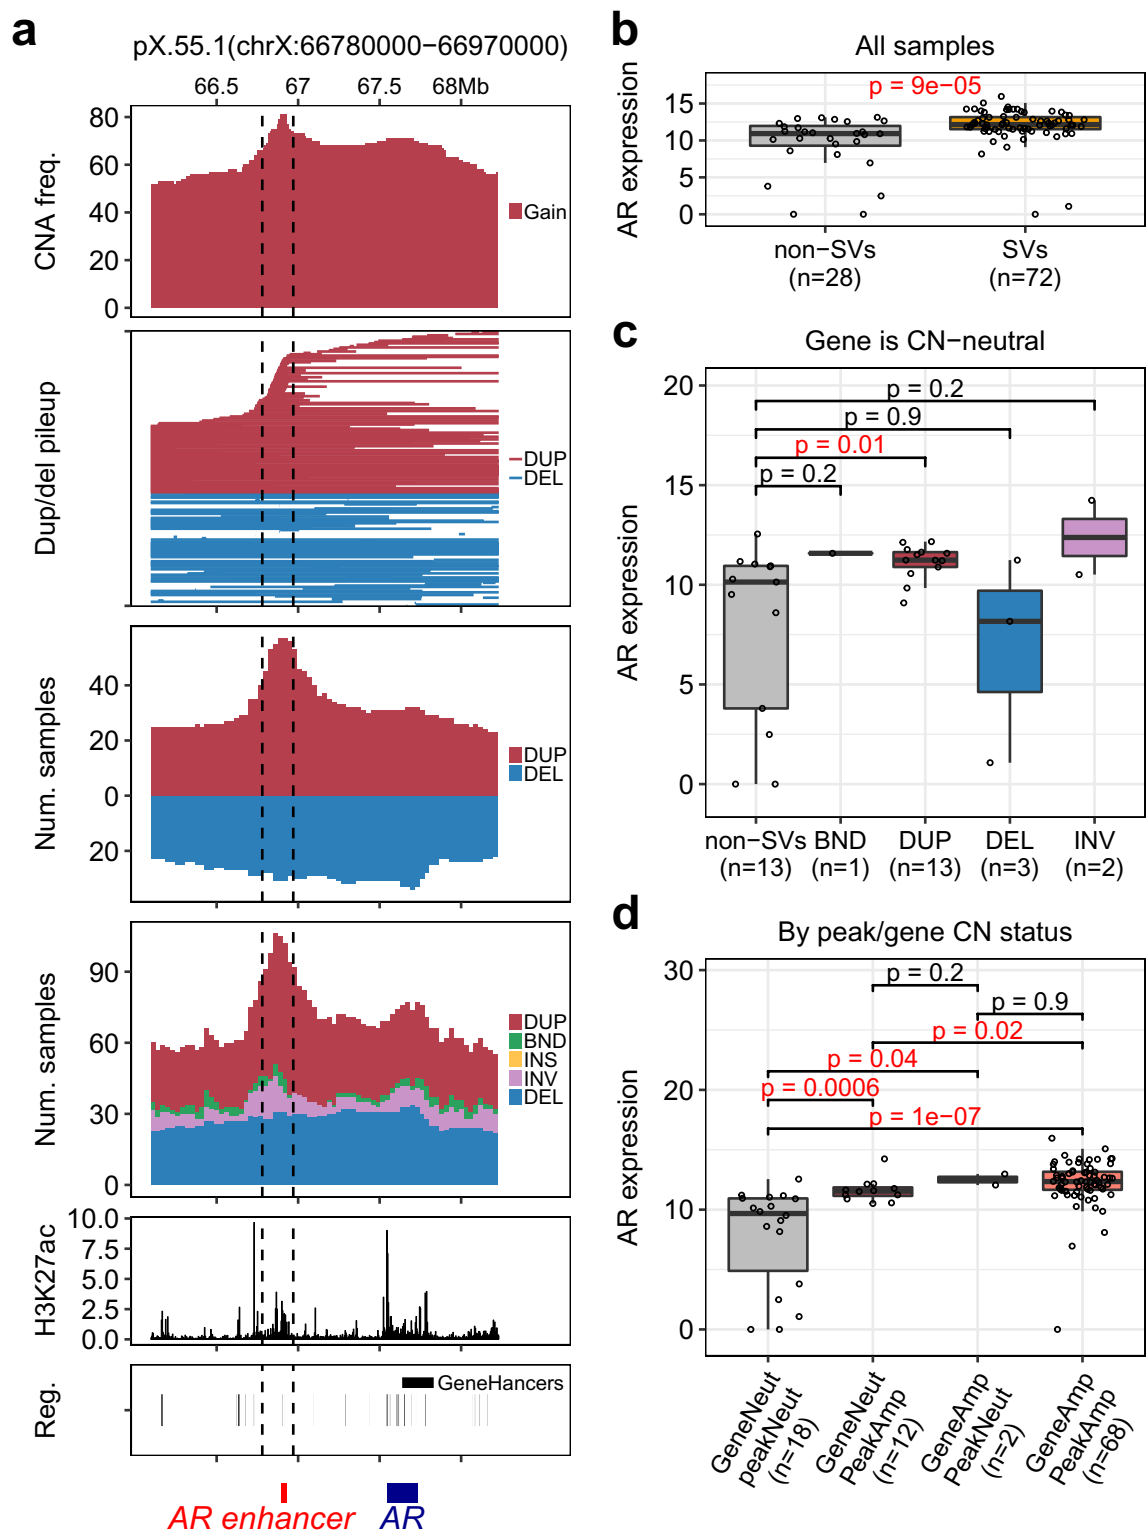 a
pX.55.1(chrX:66780000−66970000)
66.5 67 67.5 68Mb
CNA freq.
80
60
40
20
0
Gain
Dup/del pileup
DUP
DEL
Num. samples
40
20
0
20
DUP
DEL
Num. samples
90
60
30
0
DUP
BND
INS
INV
DEL
H3K27ac
10.0
7.5
5.0
2.5
0.0
Reg.
GeneHancers
AR enhancer AR
b
All samples
AR expression
15
10
5
0
p = 9e−05
non−SVs SVs
(n=28) (n=72)
c
Gene is CN−neutral
AR expression
20
15
10
5
0
p = 0.2
p = 0.9
p = 0.01
p = 0.2
non−SVs BND DUP DEL INV
(n=13) (n=1) (n=13) (n=3) (n=2)
d
By peak/gene CN status
AR expression
30
20
10
0
p = 0.2
p = 0.9
p = 0.02
p = 0.04
p = 0.0006
p = 1e−07
GeneNeut
peakNeut
(n=18)
GeneNeut
PeakAmp
(n=12)
GeneAmp
PeakNeut
(n=2)
GeneAmp
PeakAmp
(n=68)